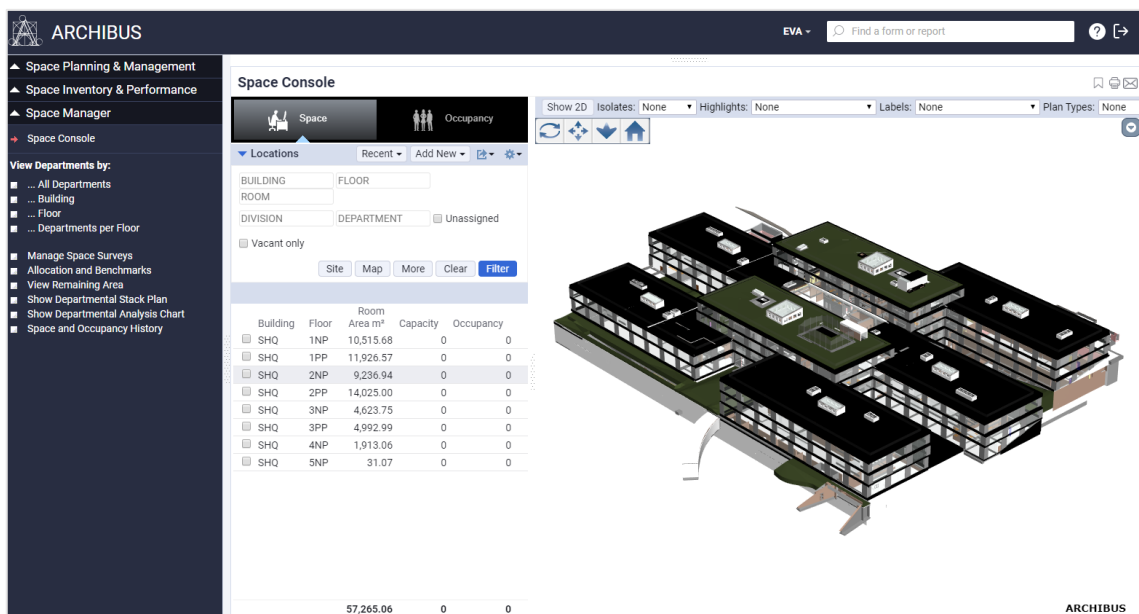 ARCHIBUS
EVA
Find a form or report
?
Space Planning & Management
Space Inventory & Performance
Space Manager
Space Console
View Departments by:
... All Departments
... Building
... Floor
... Departments per Floor
Manage Space Surveys
Allocation and Benchmarks
View Remaining Area
Show Departmental Stack Plan
Show Departmental Analysis Chart
Space and Occupancy History
Space Console
Space Occupancy
Locations Recent Add New
BUILDING FLOOR
ROOM
DIVISION DEPARTMENT Unassigned
Vacant only
Site Map More Clear Filter
Building Floor Room Area m² Capacity Occupancy
SHQ 1NP 10,515.68 0 0
SHQ 1PP 11,926.57 0 0
SHQ 2NP 9,236.94 0 0
SHQ 2PP 14,025.00 0 0
SHQ 3NP 4,623.75 0 0
SHQ 3PP 4,992.99 0 0
SHQ 4NP 1,913.06 0 0
SHQ 5NP 31.07 0 0
57,265.06 0 0
Show 2D Isolates: None Highlights: None Labels: None Plan Types: None
ARCHIBUS